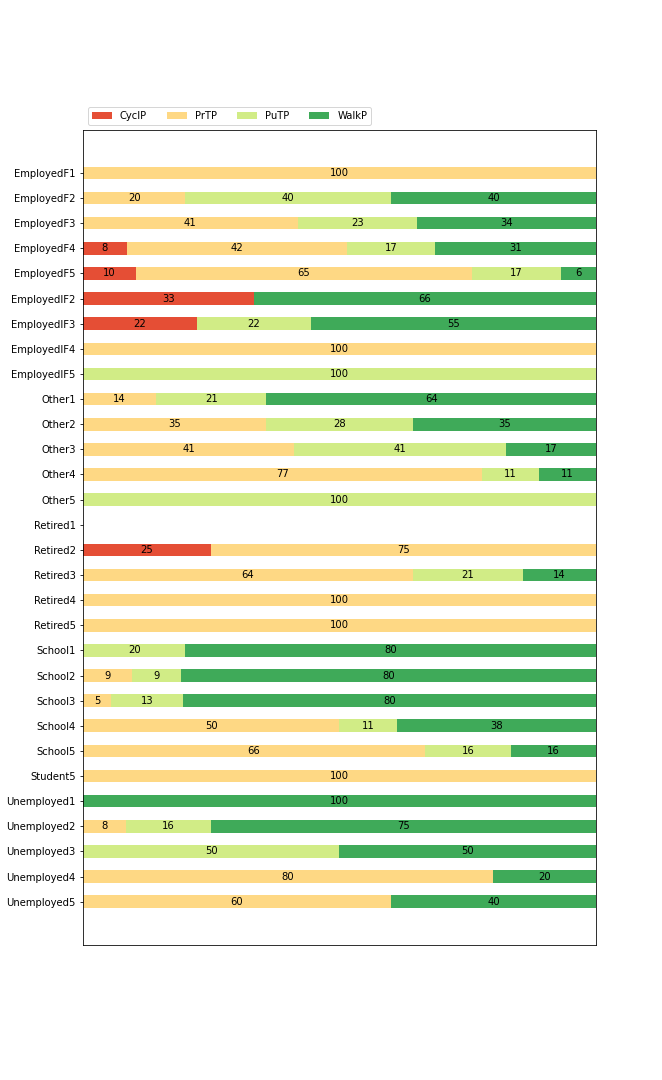 CyclP PrTP PuTP WalkP
EmployedF1 100
EmployedF2 20 40 40
EmployedF3 41 23 34
EmployedF4 8 42 17 31
EmployedF5 10 65 17 6
EmployedIF2 33 66
EmployedIF3 22 22 55
EmployedIF4 100
EmployedIF5 100
Other1 14 21 64
Other2 35 28 35
Other3 41 41 17
Other4 77 11 11
Other5 100
Retired1
Retired2 25 75
Retired3 64 21 14
Retired4 100
Retired5 100
School1 20 80
School2 9 9 80
School3 5 13 80
School4 50 11 38
School5 66 16 16
Student5 100
Unemployed1 100
Unemployed2 8 16 75
Unemployed3 50 50
Unemployed4 80 20
Unemployed5 60 40